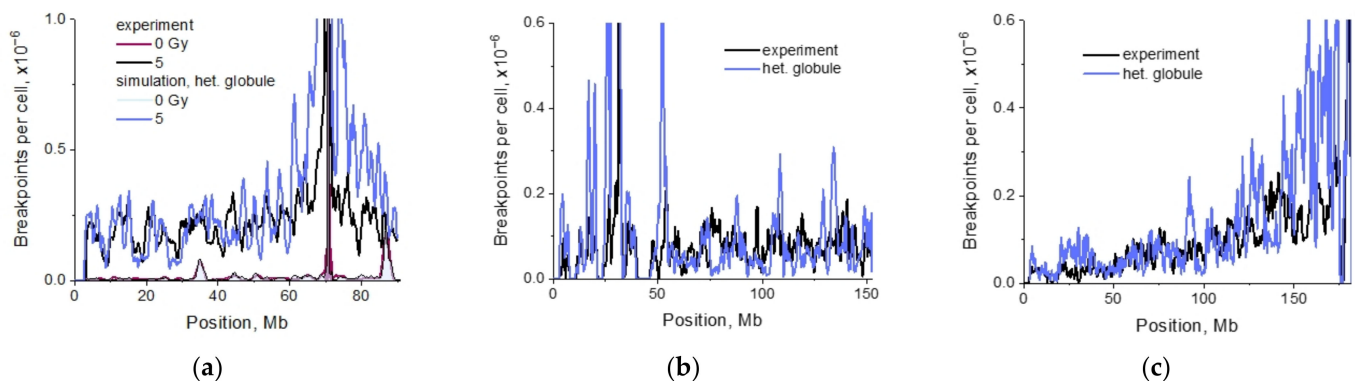 Breakpoints per cell, x10⁻⁶
1.0
0.5
0.0
experiment
0 Gy
5
simulation, het. globule
0 Gy
5
0 20 40 60 80
Position, Mb
(a)
Breakpoints per cell, x10⁻⁶
0.6
0.4
0.2
0.0
experiment
het. globule
0 50 100 150
Position, Mb
(b)
Breakpoints per cell, x10⁻⁶
0.6
0.4
0.2
0.0
experiment
het. globule
0 50 100 150
Position, Mb
(c)